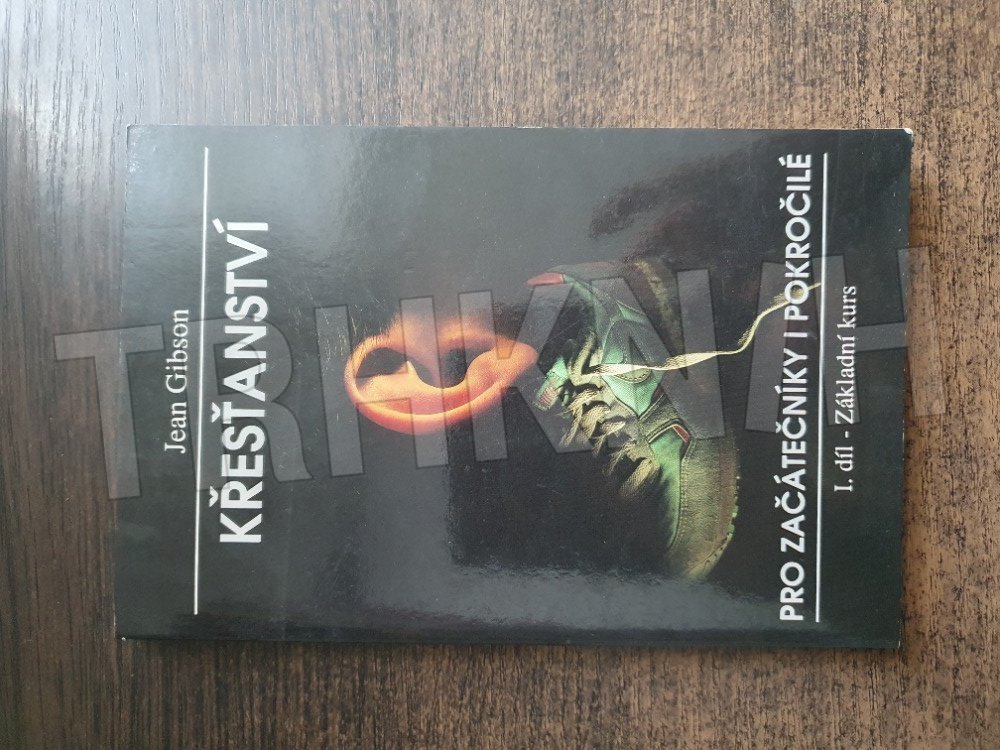 Jean Gibson
KŘESŤANSTVÍ
PRO ZAČÁTEČNÍKY I POKROČILÉ
I. díl - Základní kurs
TRHKNIH